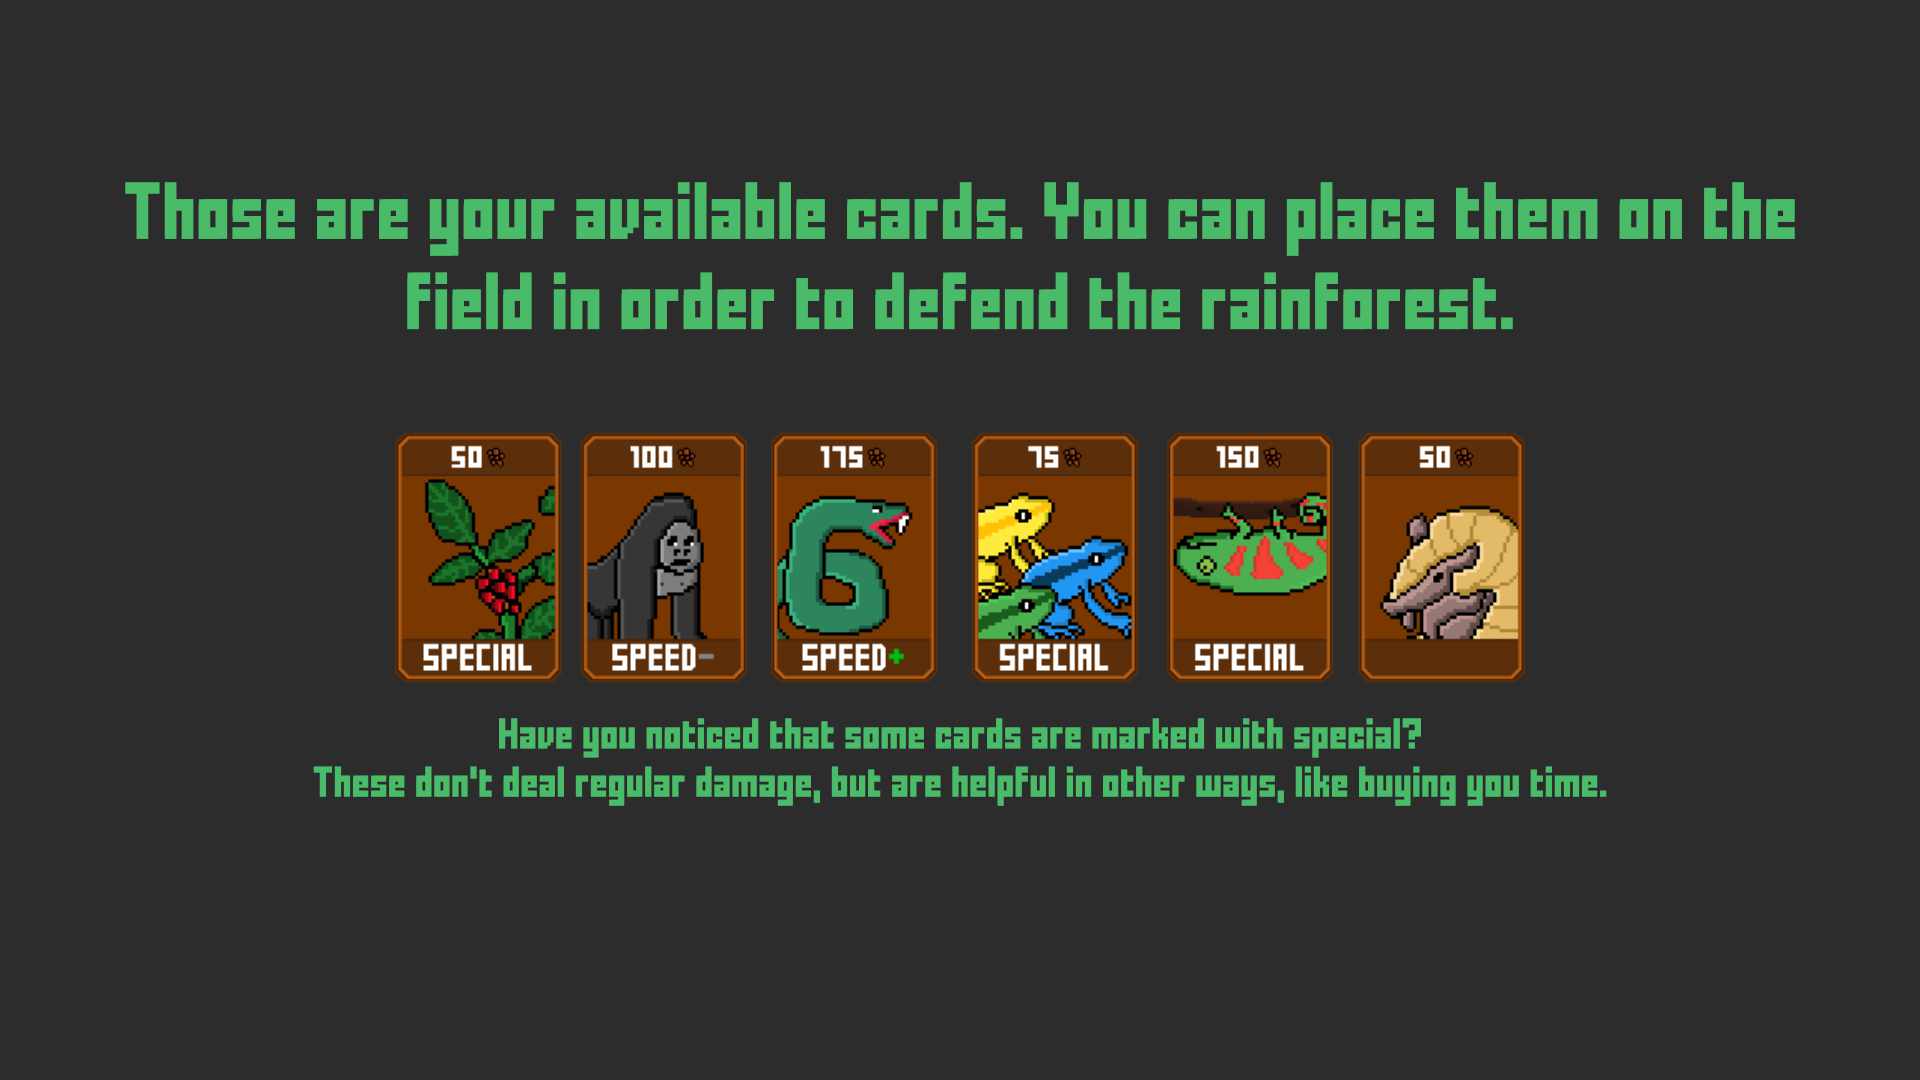 Those are your available cards. You can place them on the
field in order to defend the rainforest.
50 100 175 75 150 50
SPECIAL SPEED- SPEED+ SPECIAL SPECIAL
Have you noticed that some cards are marked with special?
These don't deal regular damage, but are helpful in other ways, like buying you time.